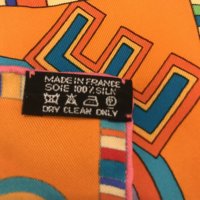 MADE IN FRANCE
SOIE 100% SILK
DRY CLEAN ONLY